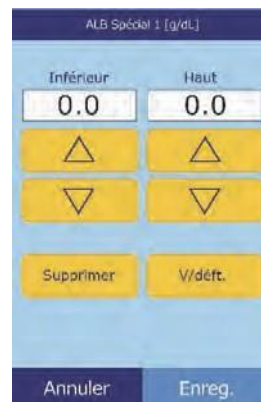 ALB Spécial 1 [g/dL]
Inférieur Haut
0.0 0.0
Supprimer V/déft.
Annuler Enreg.